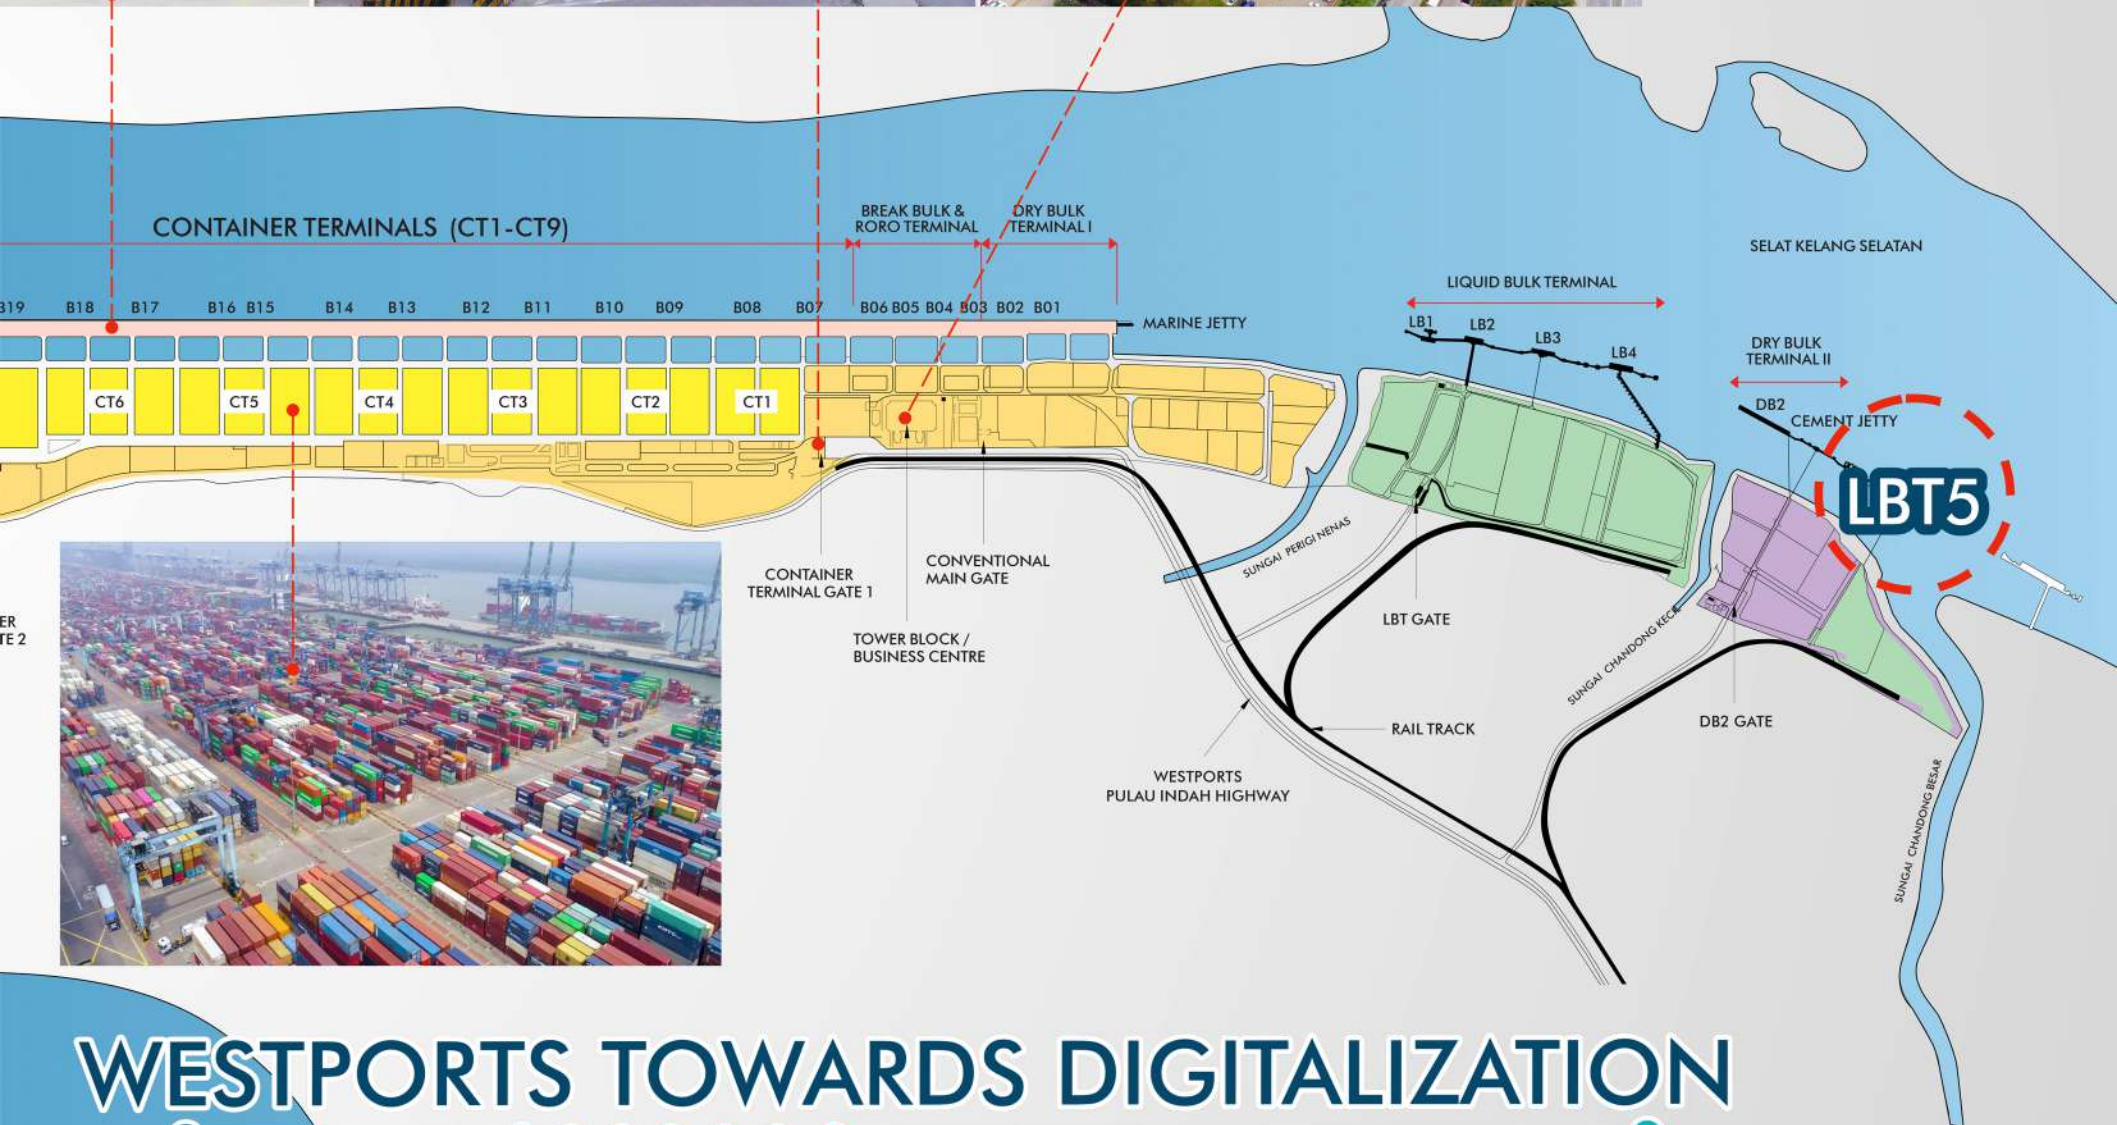 CONTAINER TERMINALS (CT1-CT9)
BREAK BULK &
RORO TERMINAL
DRY BULK
TERMINAL I
SELAT KELANG SELATAN
LIQUID BULK TERMINAL
B18 B17 B16 B15 B14 B13 B12 B11 B10 B09 B08 B07 B06 B05 B04 B03 B02 B01
MARINE JETTY
LB1 LB2 LB3 LB4
DRY BULK
TERMINAL II
DB2
CEMENT JETTY
CT6 CT5 CT4 CT3 CT2 CT1
LBT5
SUNGAI PERIGI NENAS
CONTAINER
TERMINAL GATE 1
CONVENTIONAL
MAIN GATE
TOWER BLOCK /
BUSINESS CENTRE
LBT GATE
SUNGAI CHANDONG KECIL
DB2 GATE
RAIL TRACK
WESTPORTS
PULAU INDAH HIGHWAY
SUNGAI CHANDONG BESAR
WESTPORTS TOWARDS DIGITALIZATION